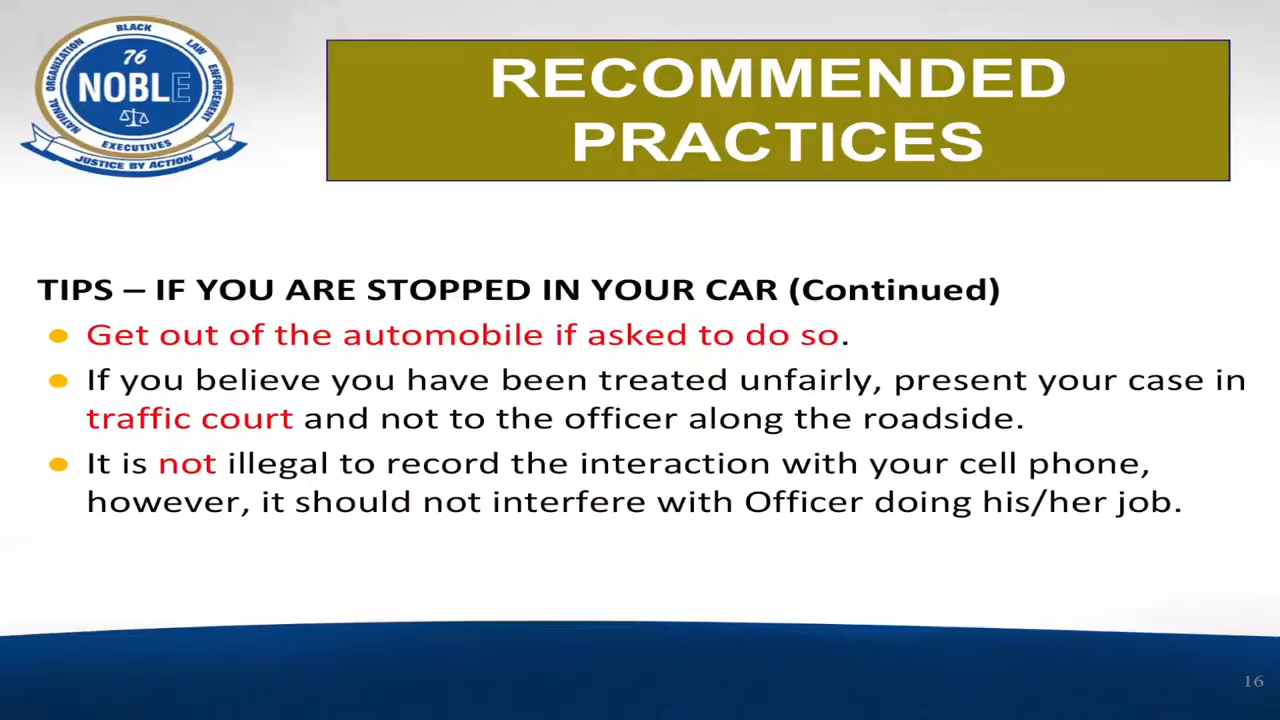 NATIONAL ORGANIZATION
BLACK
LAW ENFORCEMENT
76
NOBLE
EXECUTIVES
JUSTICE BY ACTION
RECOMMENDED
PRACTICES
TIPS – IF YOU ARE STOPPED IN YOUR CAR (Continued)
Get out of the automobile if asked to do so.
If you believe you have been treated unfairly, present your case in
traffic court and not to the officer along the roadside.
It is not illegal to record the interaction with your cell phone,
however, it should not interfere with Officer doing his/her job.
16